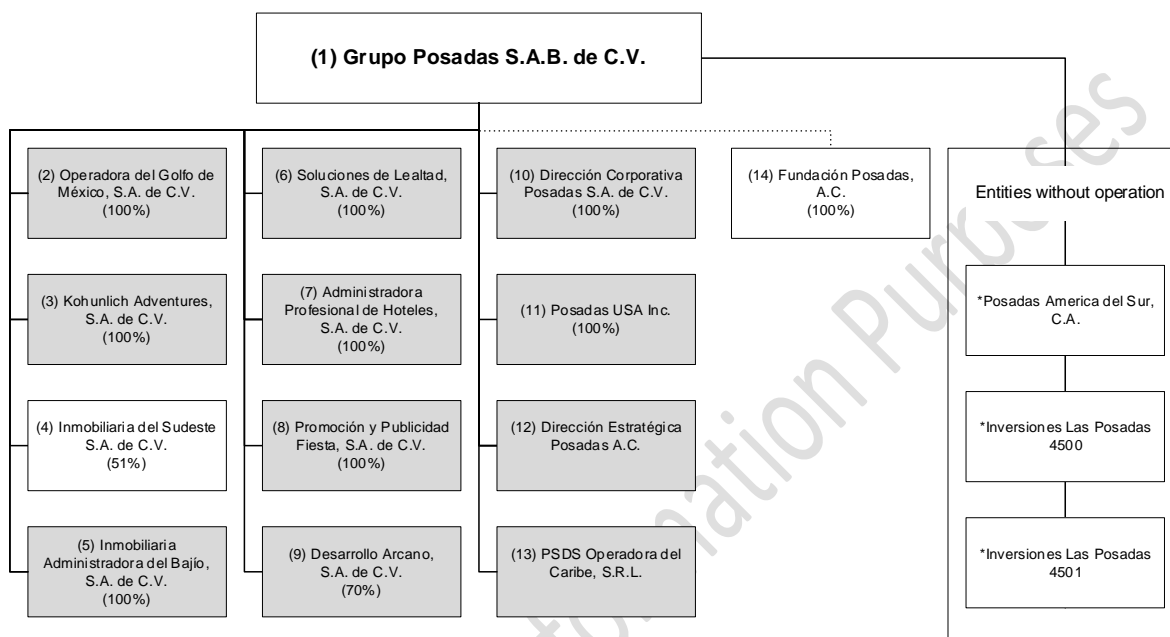 (1) Grupo Posadas S.A.B. de C.V.
(2) Operadora del Golfo de
México, S.A. de C.V.
(100%)
(3) Kohunlich Adventures,
S.A. de C.V.
(100%)
(4) Inmobiliaria del Sudeste
S.A. de C.V.
(51%)
(5) Inmobiliaria
Administradora del Bajío,
S.A. de C.V.
(100%)
(6) Soluciones de Lealtad,
S.A. de C.V.
(100%)
(7) Administradora
Profesional de Hoteles,
S.A. de C.V.
(100%)
(8) Promoción y Publicidad
Fiesta, S.A. de C.V.
(100%)
(9) Desarrollo Arcano,
S.A. de C.V.
(70%)
(10) Dirección Corporativa
Posadas S.A. de C.V.
(100%)
(11) Posadas USA Inc.
(100%)
(12) Dirección Estratégica
Posadas A.C.
(13) PSDS Operadora del
Caribe, S.R.L.
(14) Fundación Posadas,
A.C.
(100%)
Entities without operation
*Posadas America del Sur,
C.A.
*Inversiones Las Posadas
4500
*Inversiones Las Posadas
4501